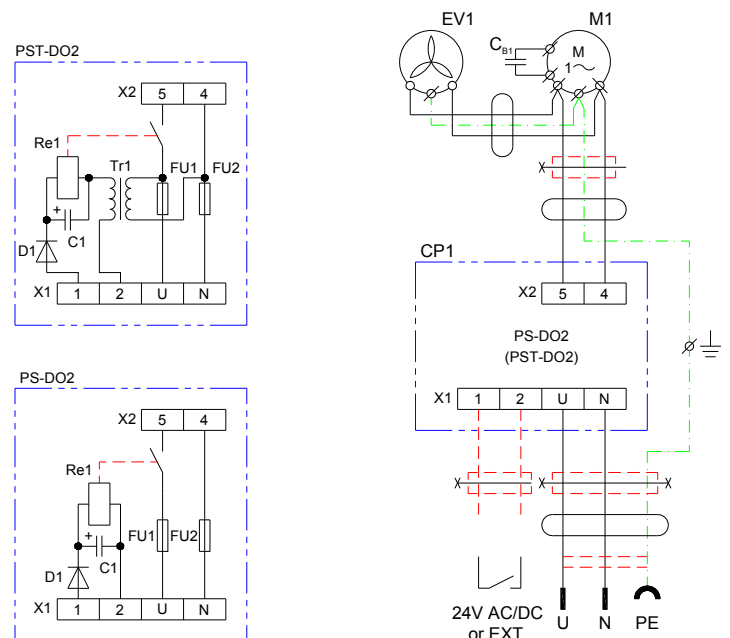 PST-DO2
X2 5 4
Re1
Tr1
FU1 FU2
+
C1
D1
X1 1 2 U N
PS-DO2
X2 5 4
Re1
FU1 FU2
+
C1
D1
X1 1 2 U N
EV1 M1
CB1
M
1~
CP1
X2 5 4
PS-DO2
(PST-DO2)
X1 1 2 U N
24V AC/DC
or EXT
U N PE